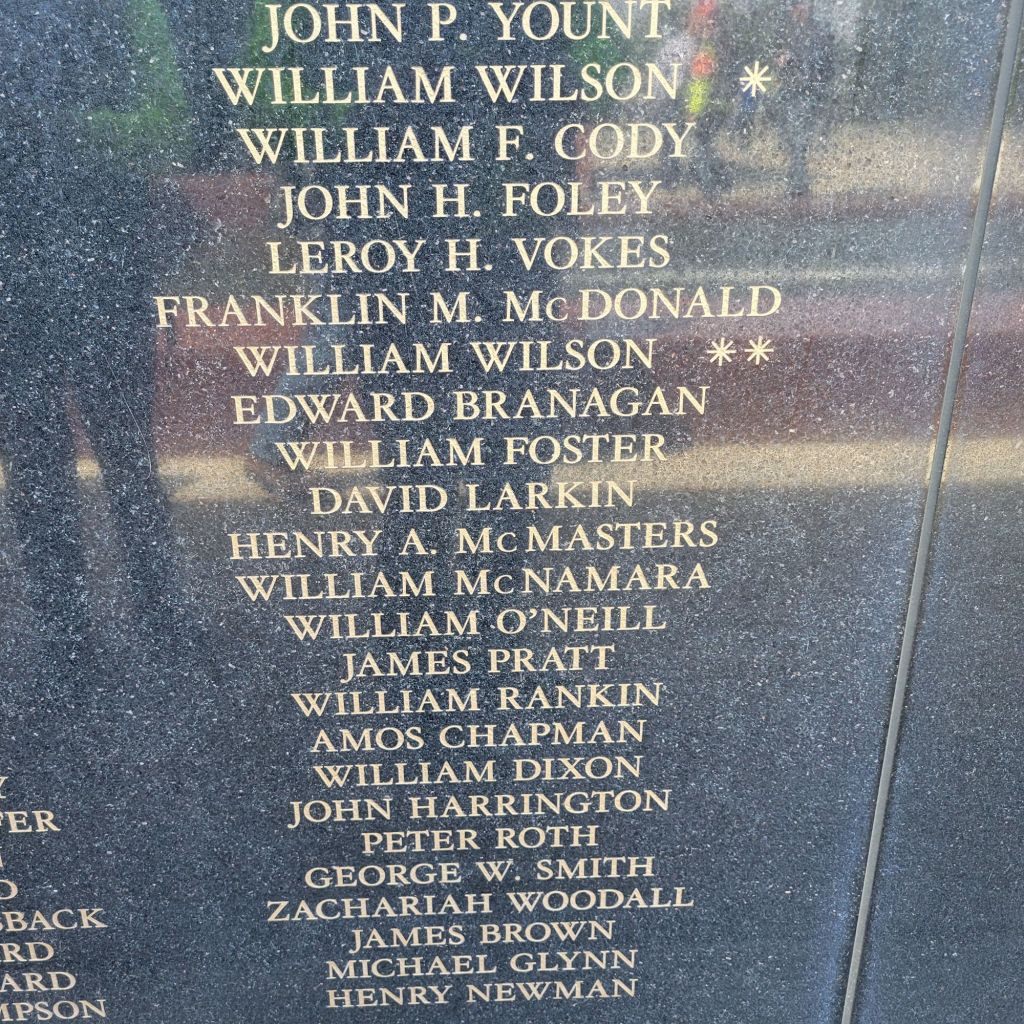 JOHN P. YOUNT
WILLIAM WILSON *
WILLIAM F. CODY
JOHN H. FOLEY
LEROY H. VOKES
FRANKLIN M. McDONALD
WILLIAM WILSON **
EDWARD BRANAGAN
WILLIAM FOSTER
DAVID LARKIN
HENRY A. McMASTERS
WILLIAM McNAMARA
WILLIAM O'NEILL
JAMES PRATT
WILLIAM RANKIN
AMOS CHAPMAN
WILLIAM DIXON
JOHN HARRINGTON
PETER ROTH
GEORGE W. SMITH
ZACHARIAH WOODALL
JAMES BROWN
MICHAEL GLYNN
HENRY NEWMAN